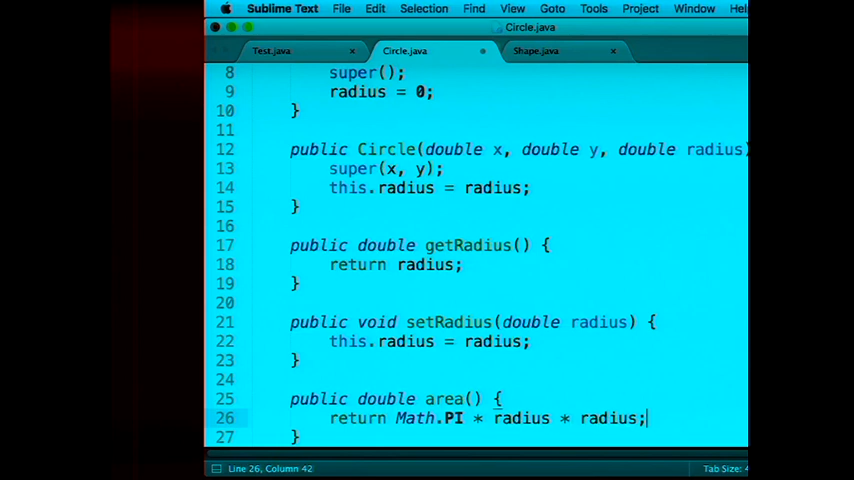 Sublime Text File Edit Selection Find View Goto Tools Project Window Hel
Circle.java
Test.java × Circle.java Shape.java ×
8 super();
9 radius = 0;
10 }
11
12 public Circle(double x, double y, double radius)
13 super(x, y);
14 this.radius = radius;
15 }
16
17 public double getRadius() {
18 return radius;
19 }
20
21 public void setRadius(double radius) {
22 this.radius = radius;
23 }
24
25 public double area() {
26 return Math.PI * radius * radius;
27 }
Line 26, Column 42 Tab Size: 4